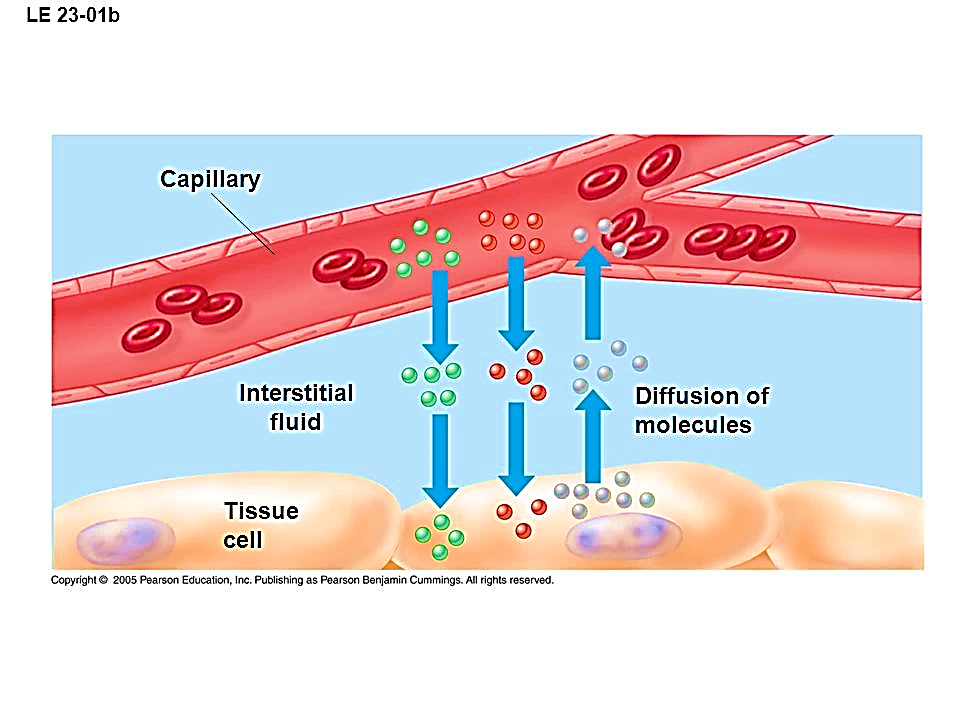 LE 23-01b
Capillary
Interstitial
fluid
Diffusion of
molecules
Tissue
cell
Copyright © 2005 Pearson Education, Inc. Publishing as Pearson Benjamin Cummings. All rights reserved.